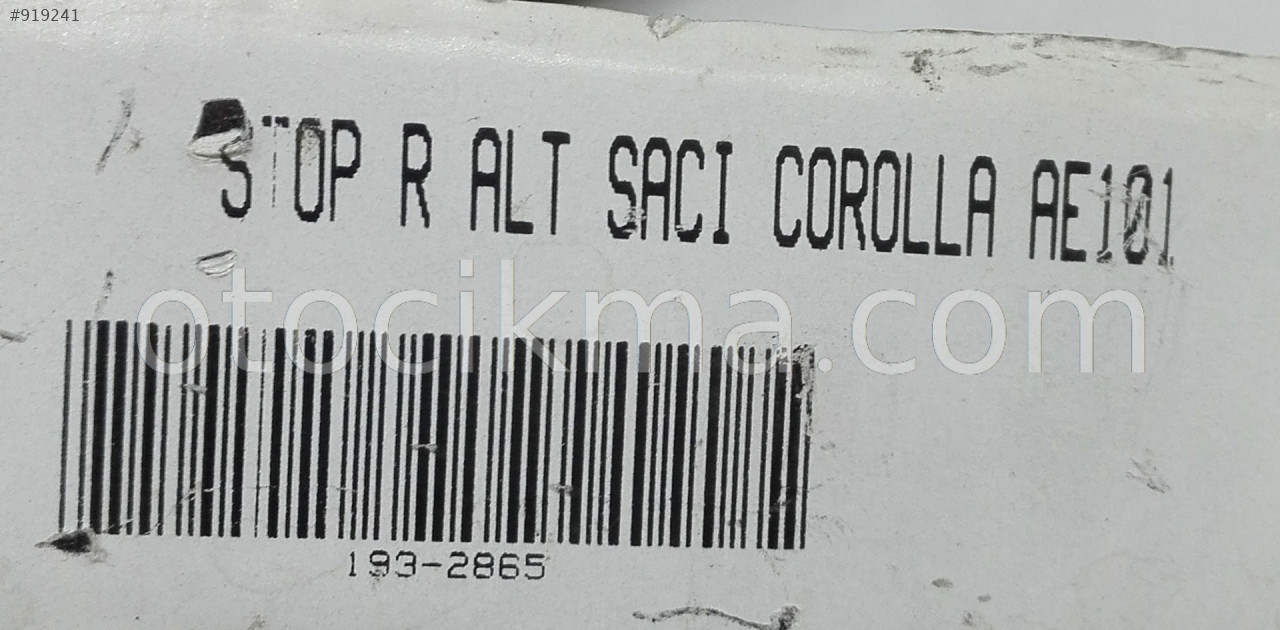 #919241
STOP R ALT SACI COROLLA AE101
otocikma.com
193-2865